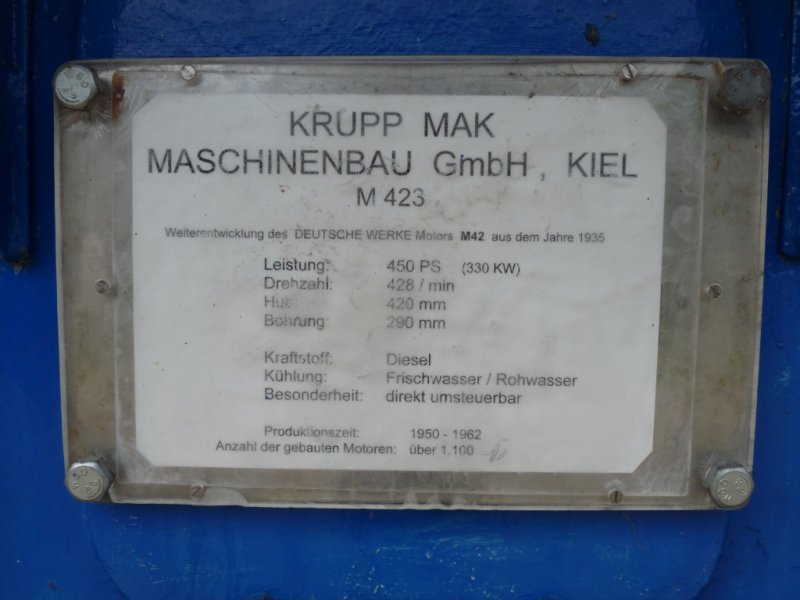 KRUPP MAK
MASCHINENBAU GmbH, KIEL
M 423
Weiterentwicklung des DEUTSCHE WERKE Motors M42 aus dem Jahre 1935
Leistung: 450 PS (330 KW)
Drehzahl: 428 / min
Hub: 420 mm
Bohrung: 290 mm
Kraftstoff: Diesel
Kühlung: Frischwasser / Rohwasser
Besonderheit: direkt umsteuerbar
Produktionszeit: 1950 - 1962
Anzahl der gebauten Motoren: über 1.100